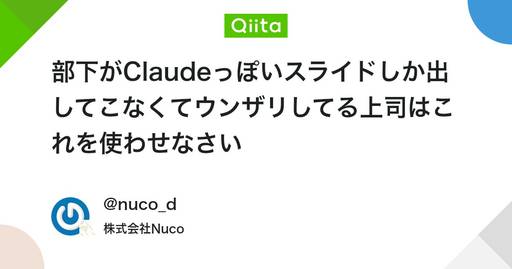 Qiita
部下がClaudeっぽいスライドしか出
してこなくてウンザリしてる上司はこ
れを使わせなさい
@nuco_d
株式会社Nuco